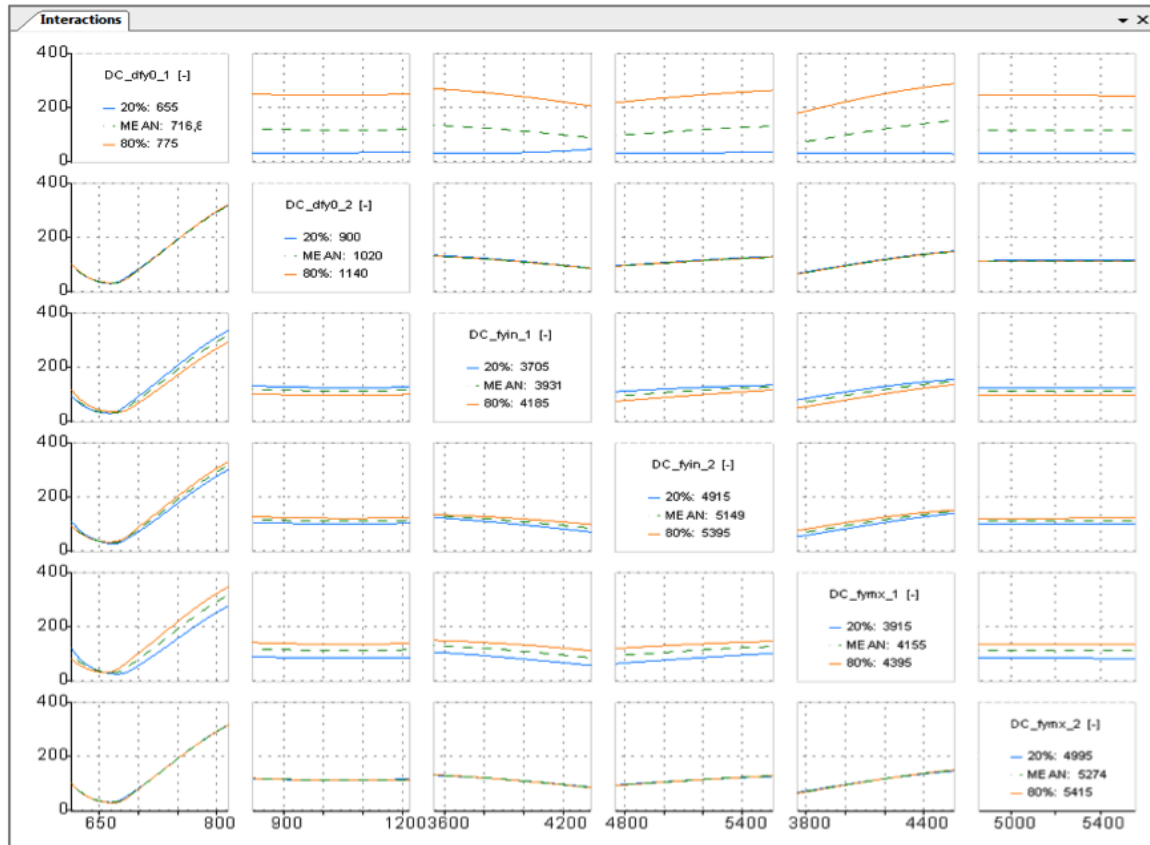 Interactions
400
200
0
DC_dfy0_1 [-]
20%: 655
MEAN: 716,8
80%: 775
400
200
0
DC_dfy0_2 [-]
20%: 900
MEAN: 1020
80%: 1140
400
200
0
DC_fyin_1 [-]
20%: 3705
MEAN: 3931
80%: 4185
400
200
0
DC_fyin_2 [-]
20%: 4915
MEAN: 5149
80%: 5395
400
200
0
DC_fymx_1 [-]
20%: 3915
MEAN: 4155
80%: 4395
400
200
0
DC_fymx_2 [-]
20%: 4995
MEAN: 5274
80%: 5415
650 800 900 1200 3600 4200 4800 5400 3800 4400 5000 5400